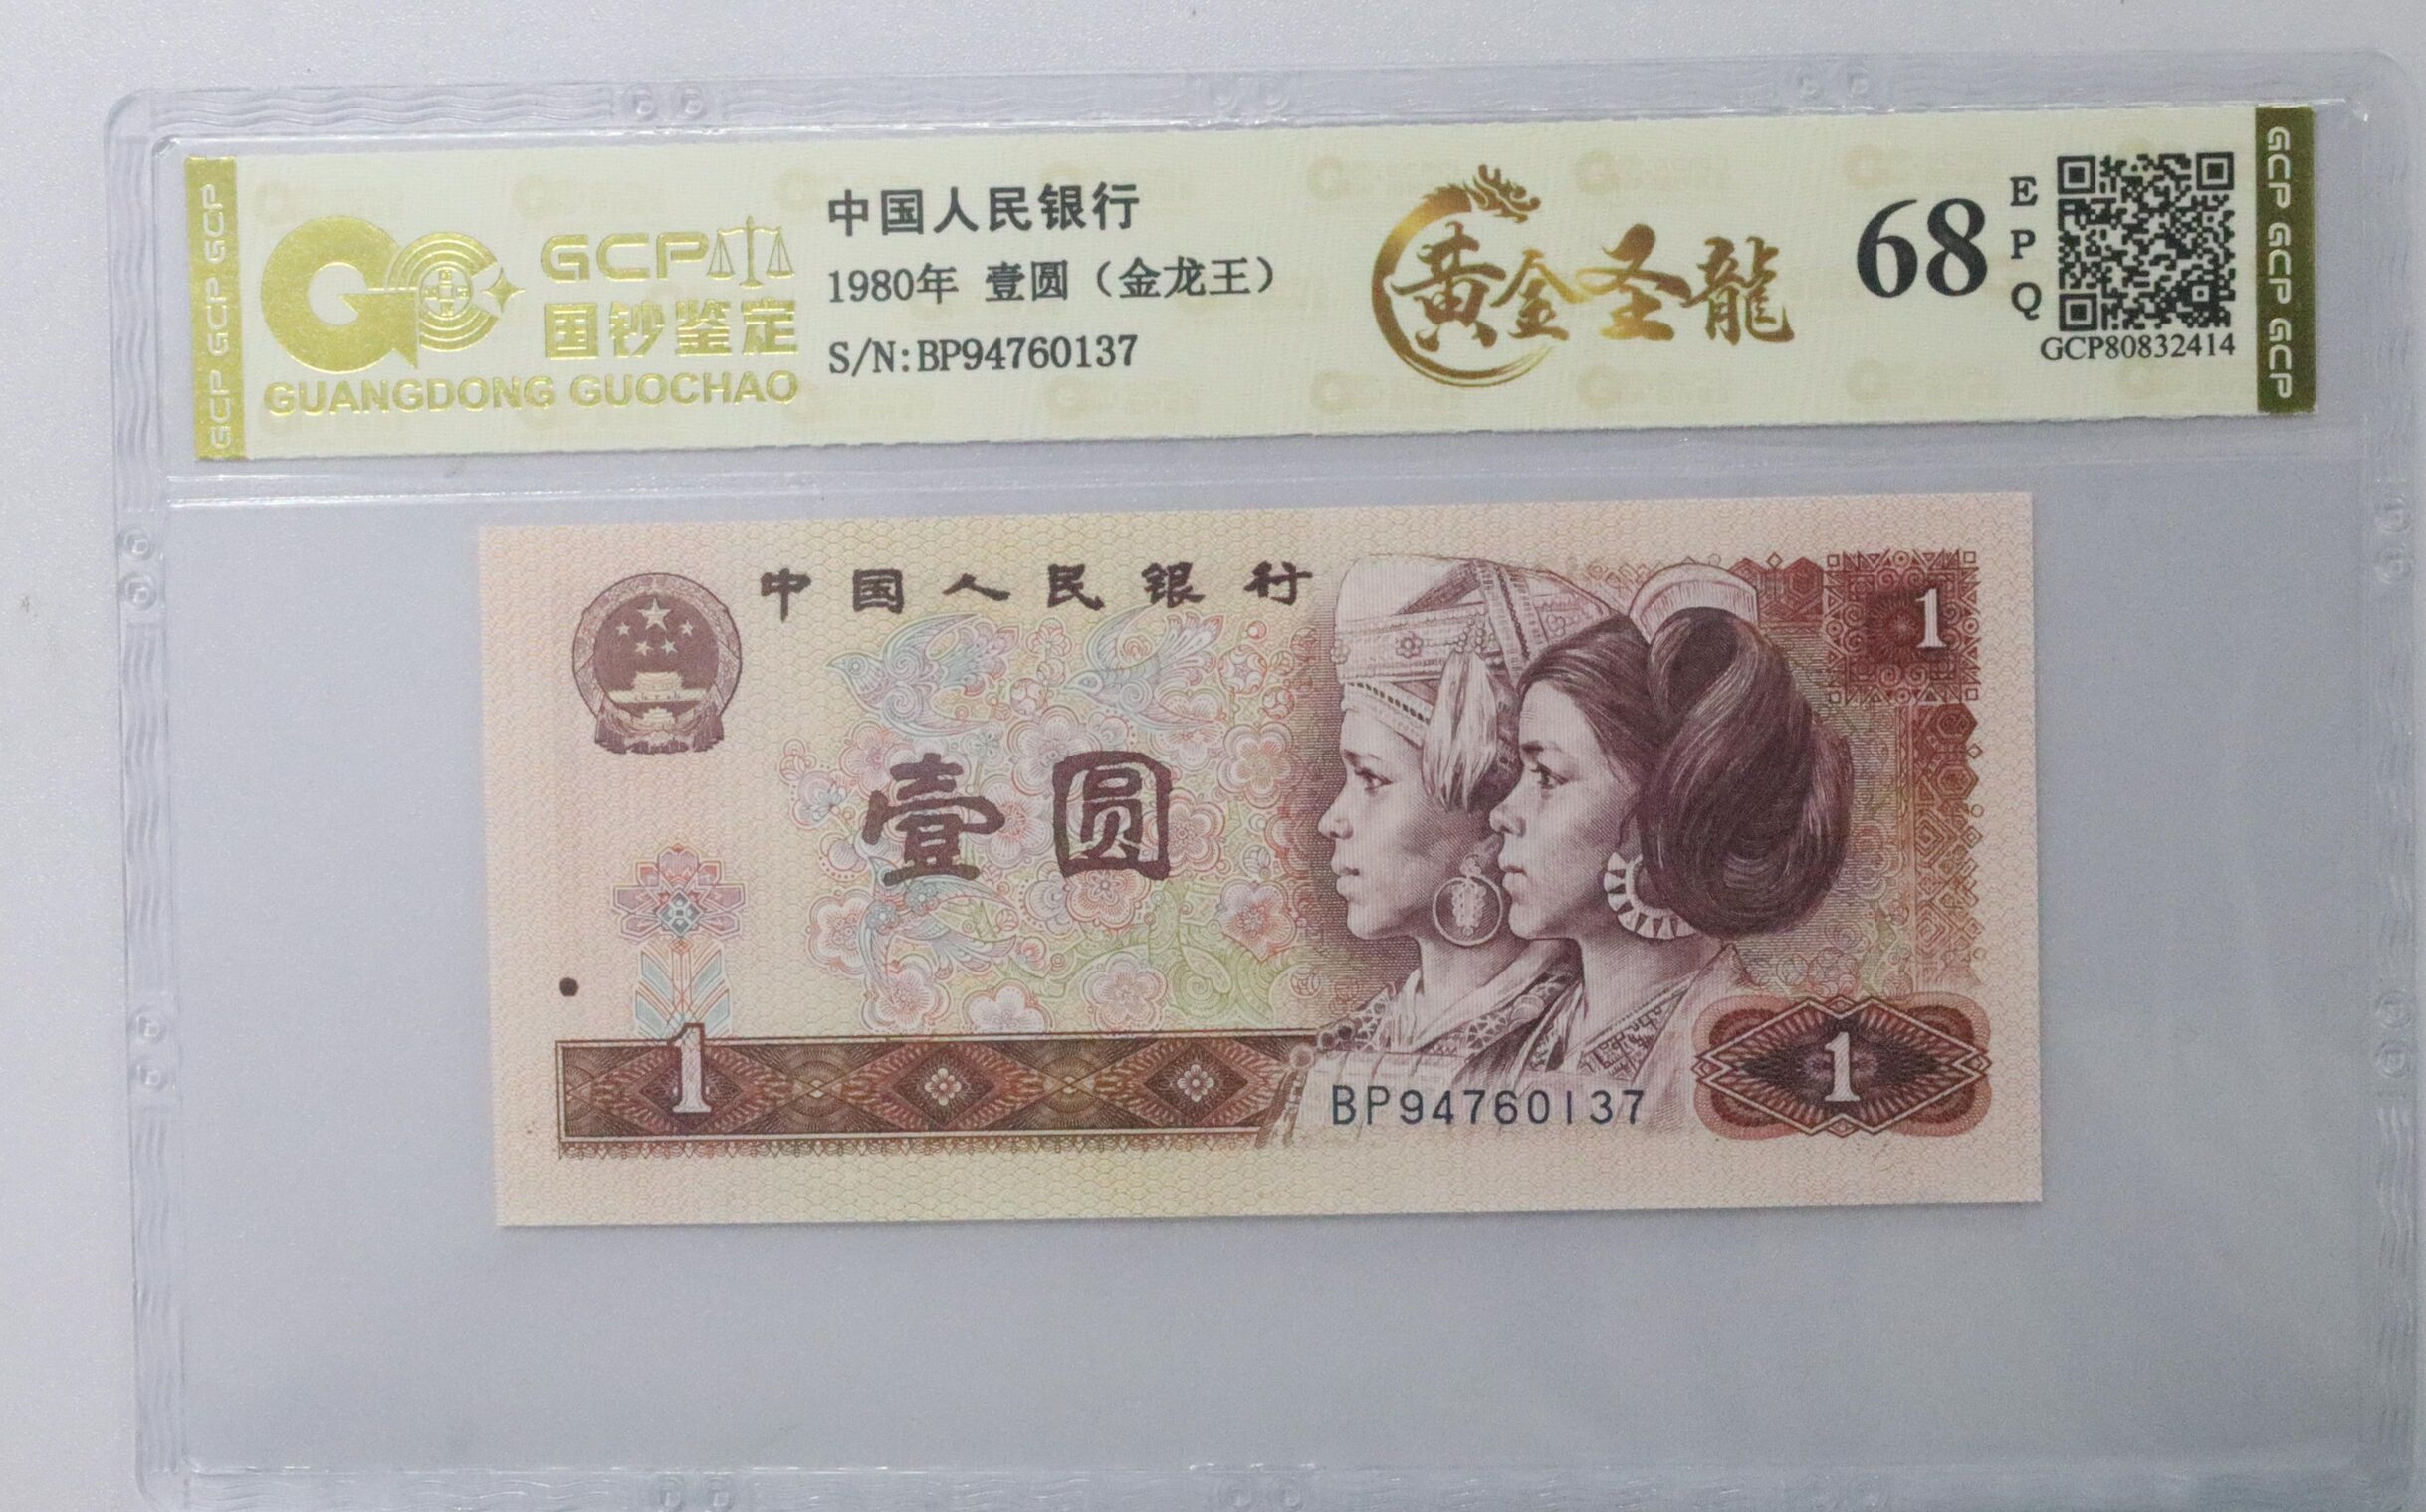 GCP GCP GCP
GCP
国钞鉴定
GUANGDONG GUOCHAO
中国人民银行
1980年 壹圆（金龙王）
S/N:BP94760137
黄金圣龍
68
EPQ
GCP80832414
GCP GCP GCP
中国人民银行
1
壹圆
1
1
BP94760137